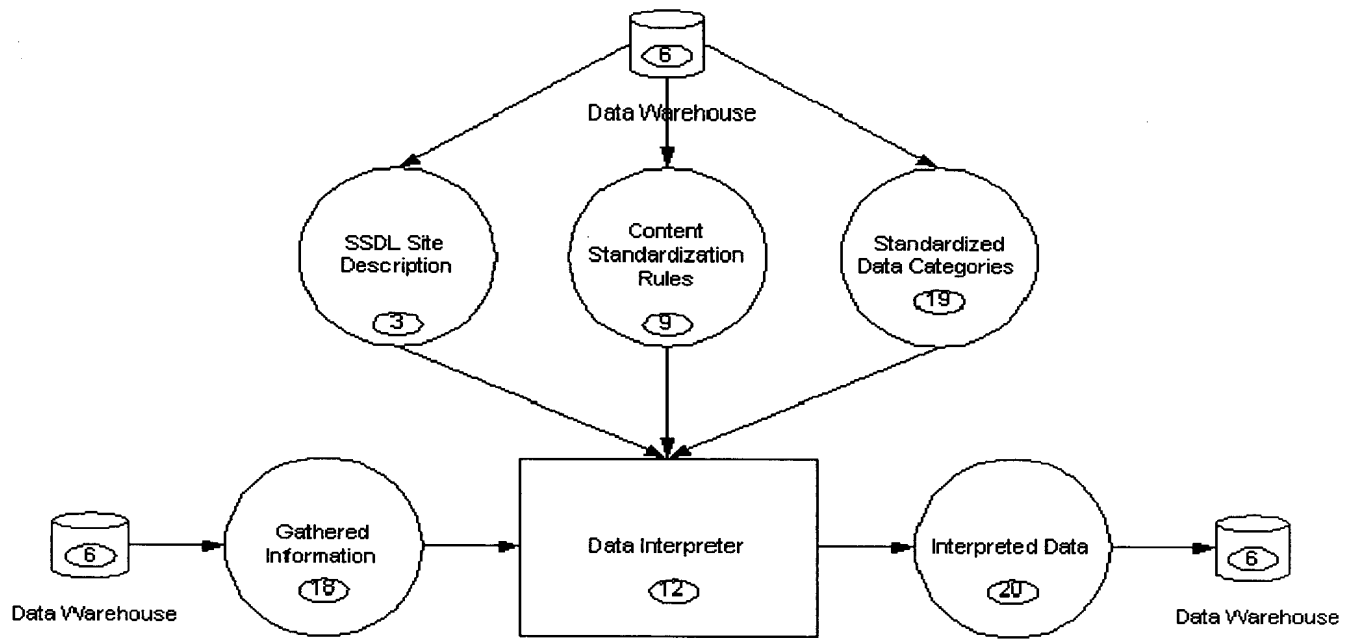 6
Data Warehouse
SSDL Site
Description
3
Content
Standardization
Rules
9
Standardized
Data Categories
19
6
Data Warehouse
Gathered
Information
18
Data Interpreter
12
Interpreted Data
20
6
Data Warehouse